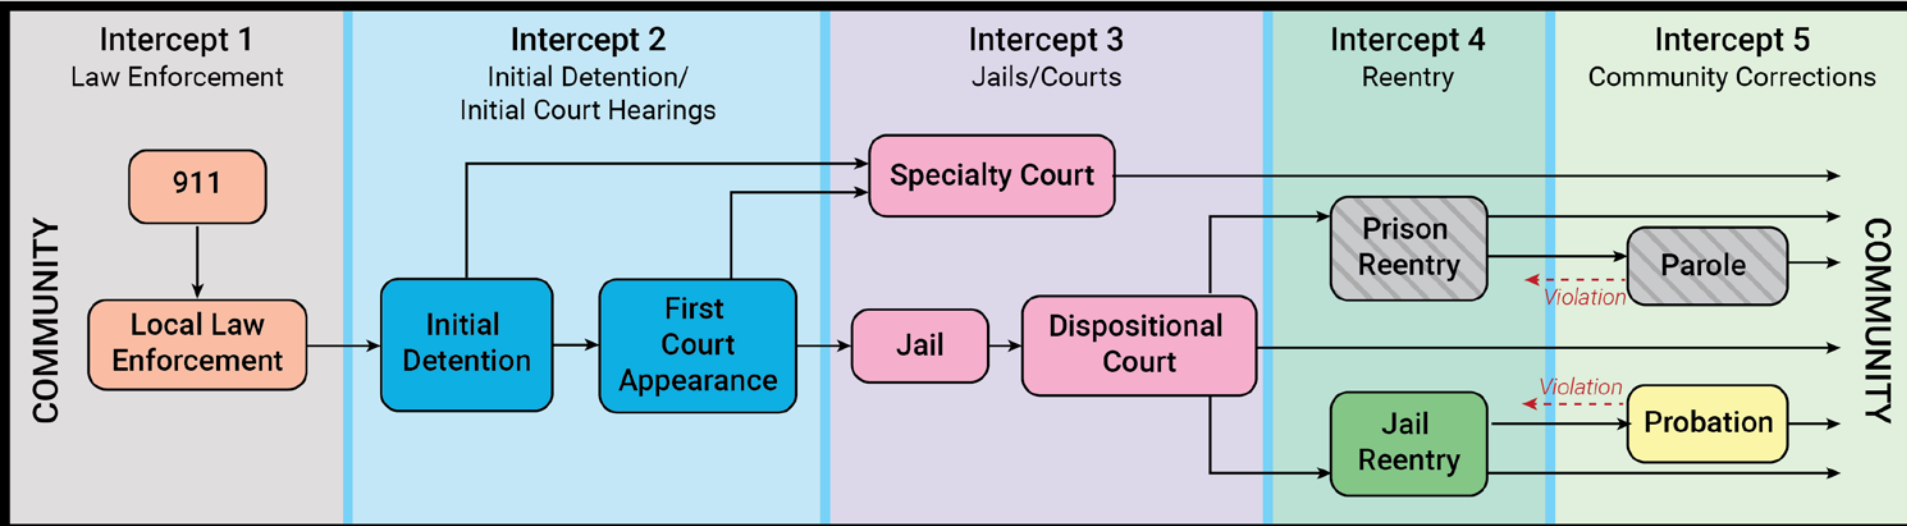 Intercept 1
Law Enforcement
Intercept 2
Initial Detention/
Initial Court Hearings
Intercept 3
Jails/Courts
Intercept 4
Reentry
Intercept 5
Community Corrections
COMMUNITY
911
Local Law
Enforcement
Initial
Detention
First
Court
Appearance
Specialty Court
Jail
Dispositional
Court
Prison
Reentry
Parole
Violation
Violation
Jail
Reentry
Probation
COMMUNITY